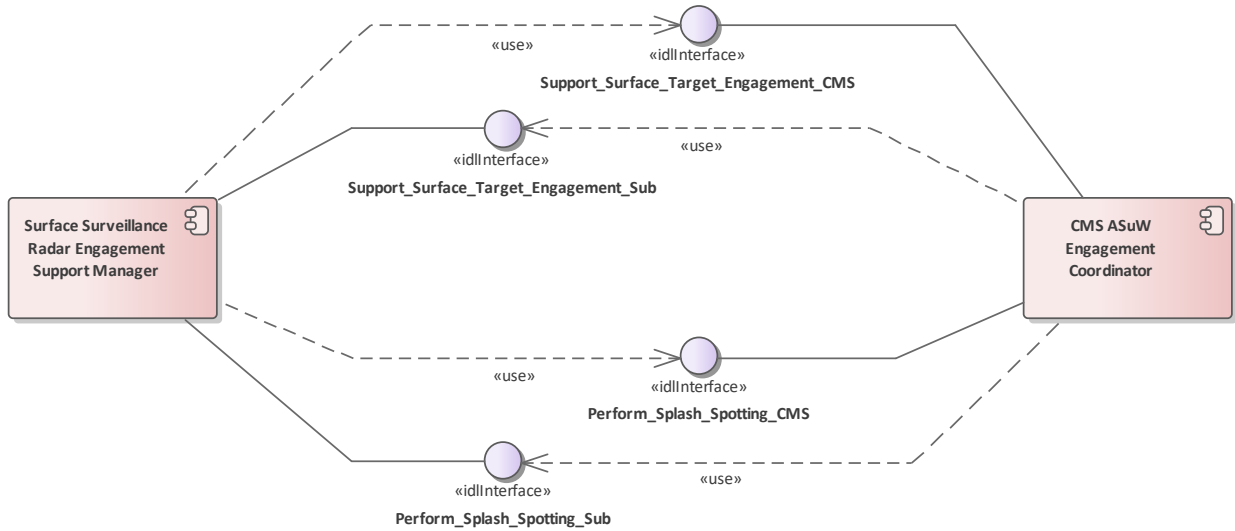 «use»
«idlInterface»
Support_Surface_Target_Engagement_CMS
«use»
«idlInterface»
Support_Surface_Target_Engagement_Sub
Surface Surveillance
Radar Engagement
Support Manager
CMS ASuW
Engagement
Coordinator
«use»
«idlInterface»
Perform_Splash_Spotting_CMS
«use»
«idlInterface»
Perform_Splash_Spotting_Sub